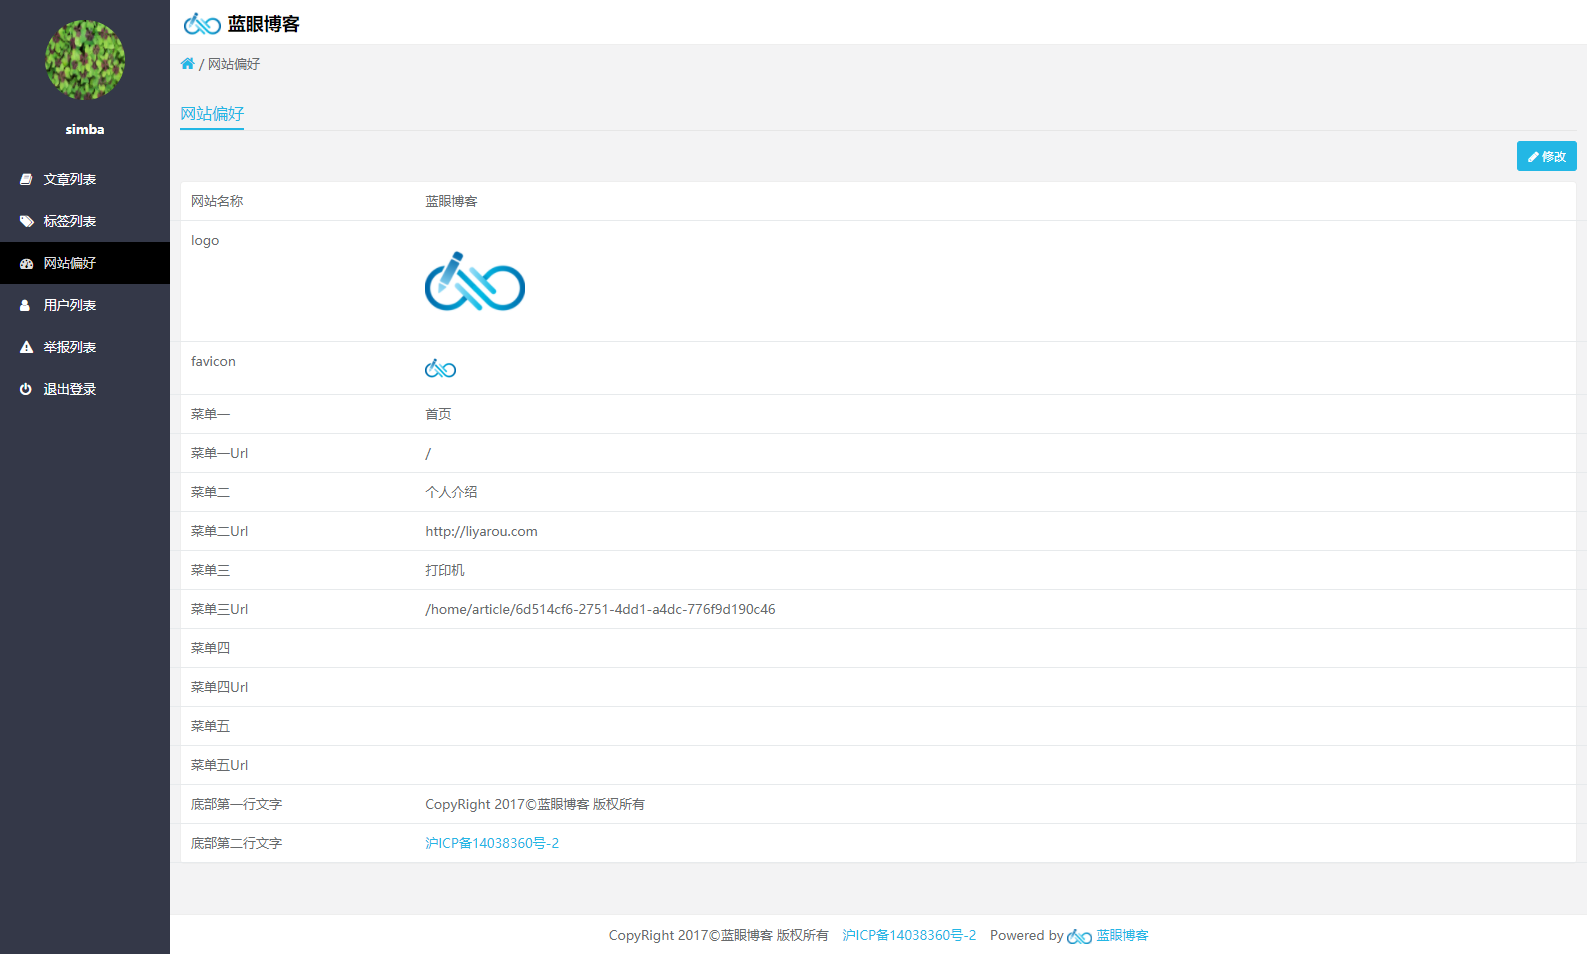 simba
文章列表
标签列表
网站偏好
用户列表
举报列表
退出登录
蓝眼博客
/ 网站偏好
网站偏好
修改
网站名称 蓝眼博客
logo
favicon
菜单一 首页
菜单一Url /
菜单二 个人介绍
菜单二Url http://liyarou.com
菜单三 打印机
菜单三Url /home/article/6d514cf6-2751-4dd1-a4dc-776f9d190c46
菜单四
菜单四Url
菜单五
菜单五Url
底部第一行文字 CopyRight 2017©蓝眼博客 版权所有
底部第二行文字 沪ICP备14038360号-2
CopyRight 2017©蓝眼博客 版权所有 沪ICP备14038360号-2 Powered by 蓝眼博客